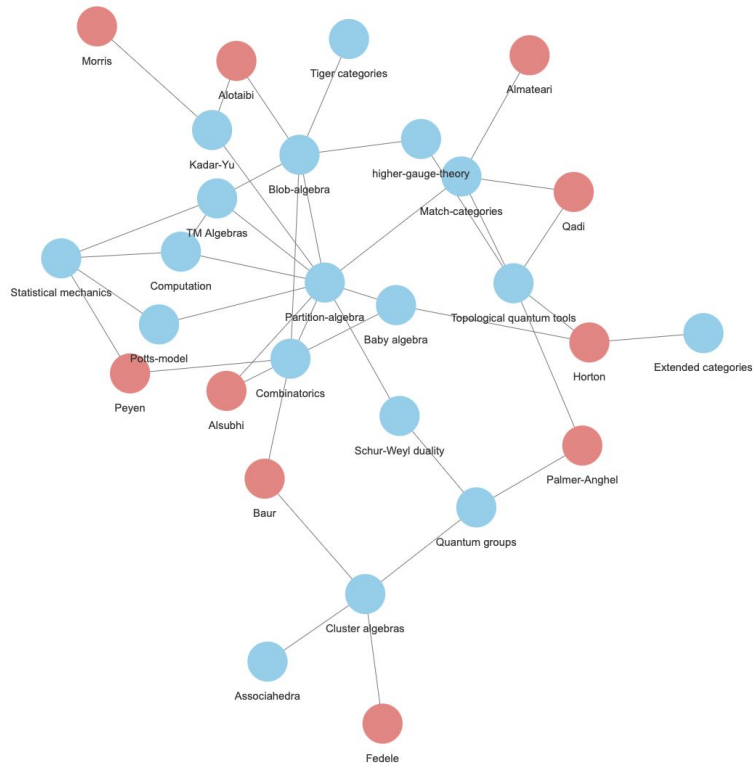 Morris
Tiger categories
Alotaibi
Almateari
Kadar-Yu
higher-gauge-theory
Blob-algebra
Match-categories
Qadi
TM Algebras
Statistical mechanics
Computation
Partition-algebra
Topological quantum tools
Baby algebra
Potts-model
Horton
Extended categories
Peyen
Combinatorics
Alsubhi
Schur-Weyl duality
Palmer-Anghel
Baur
Quantum groups
Cluster algebras
Associahedra
Fedele